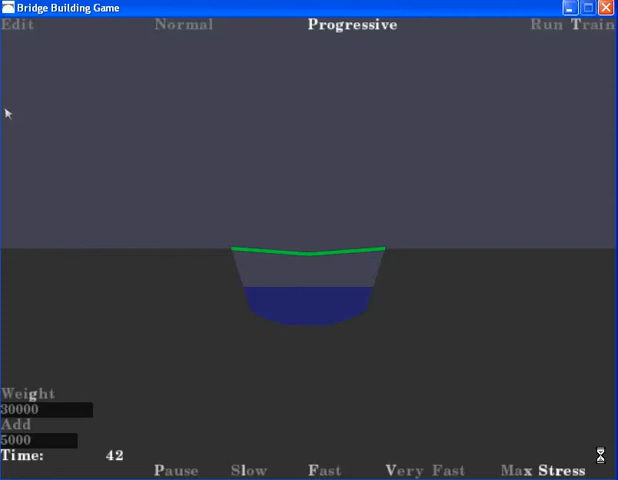 Bridge Building Game
Edit Normal Progressive Run Train
Weight
30000
Add
5000
Time: 42
Pause Slow Fast Very Fast Max Stress